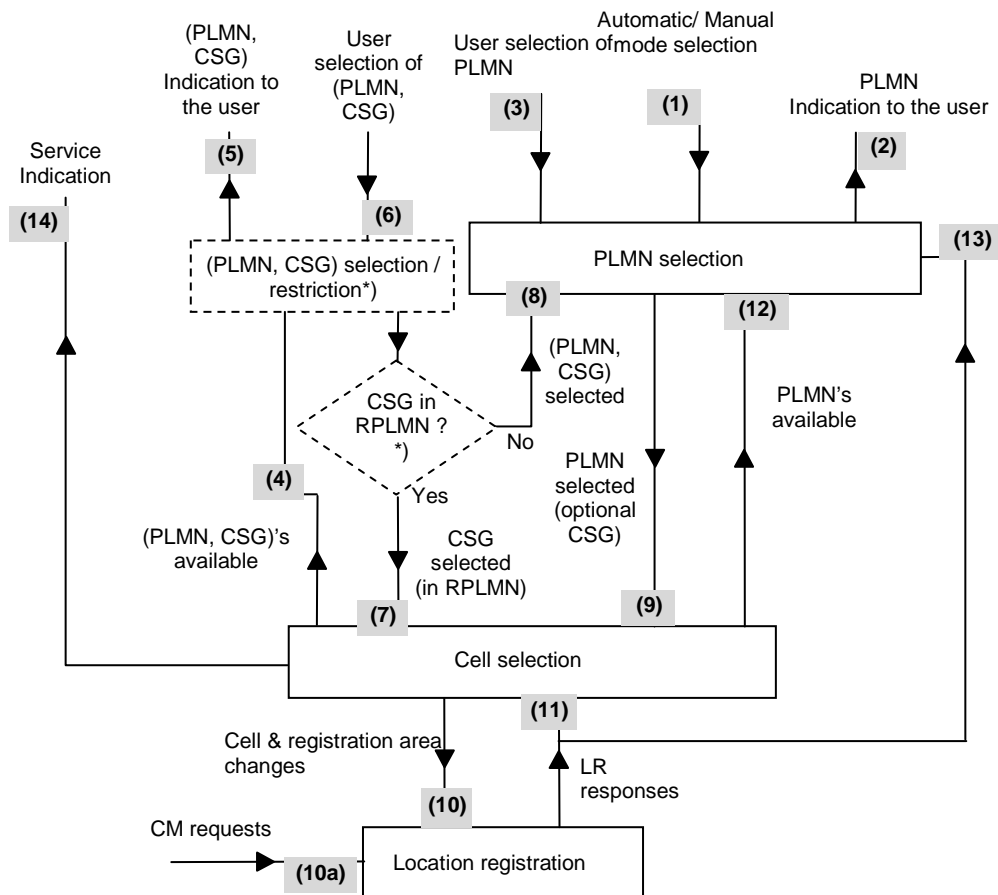 (PLMN,
CSG)
Indication to
the user
User
selection of
(PLMN,
CSG)
User selection of
PLMN
Automatic/ Manual
mode selection
PLMN
Indication to the user
Service
Indication
(5)
(6)
(3)
(1)
(2)
(14)
(13)
(PLMN, CSG) selection /
restriction*)
PLMN selection
(8)
(12)
(PLMN,
CSG)
selected
CSG in
RPLMN ?
*)
No
Yes
PLMN's
available
PLMN
selected
(optional
CSG)
(4)
(PLMN, CSG)'s
available
CSG
selected
(in RPLMN)
(7)
(9)
Cell selection
(11)
Cell & registration area
changes
LR
responses
(10)
CM requests
(10a)
Location registration